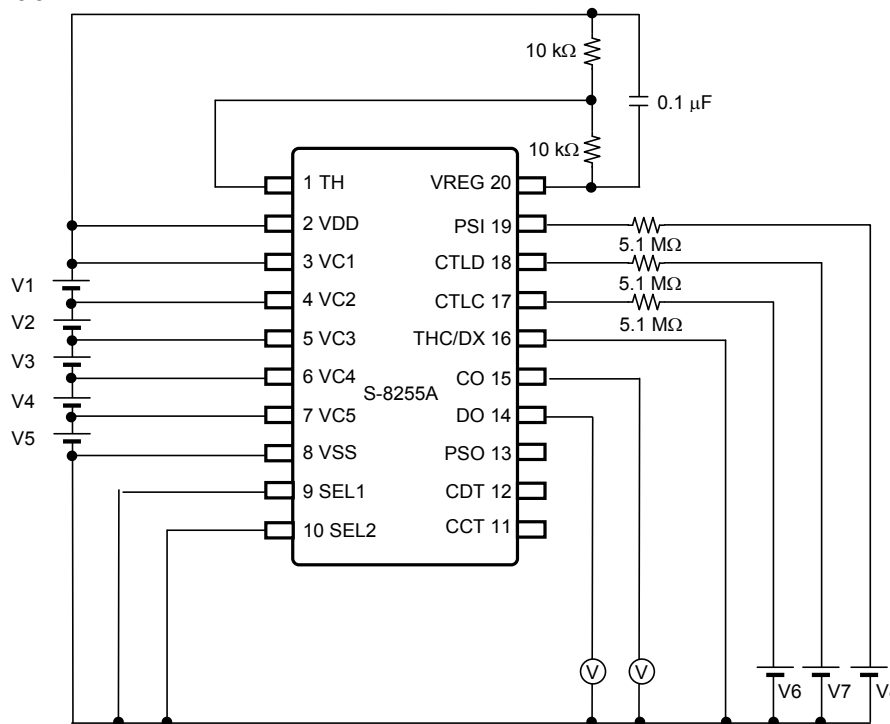 10 kΩ
0.1 μF
10 kΩ
1 TH
VREG 20
2 VDD
PSI 19
5.1 MΩ
3 VC1
CTLD 18
5.1 MΩ
V1
4 VC2
CTLC 17
5.1 MΩ
V2
5 VC3
THC/DX 16
V3
6 VC4
CO 15
S-8255A
V4
7 VC5
DO 14
V5
8 VSS
PSO 13
9 SEL1
CDT 12
10 SEL2
CCT 11
V
V
V6
V7